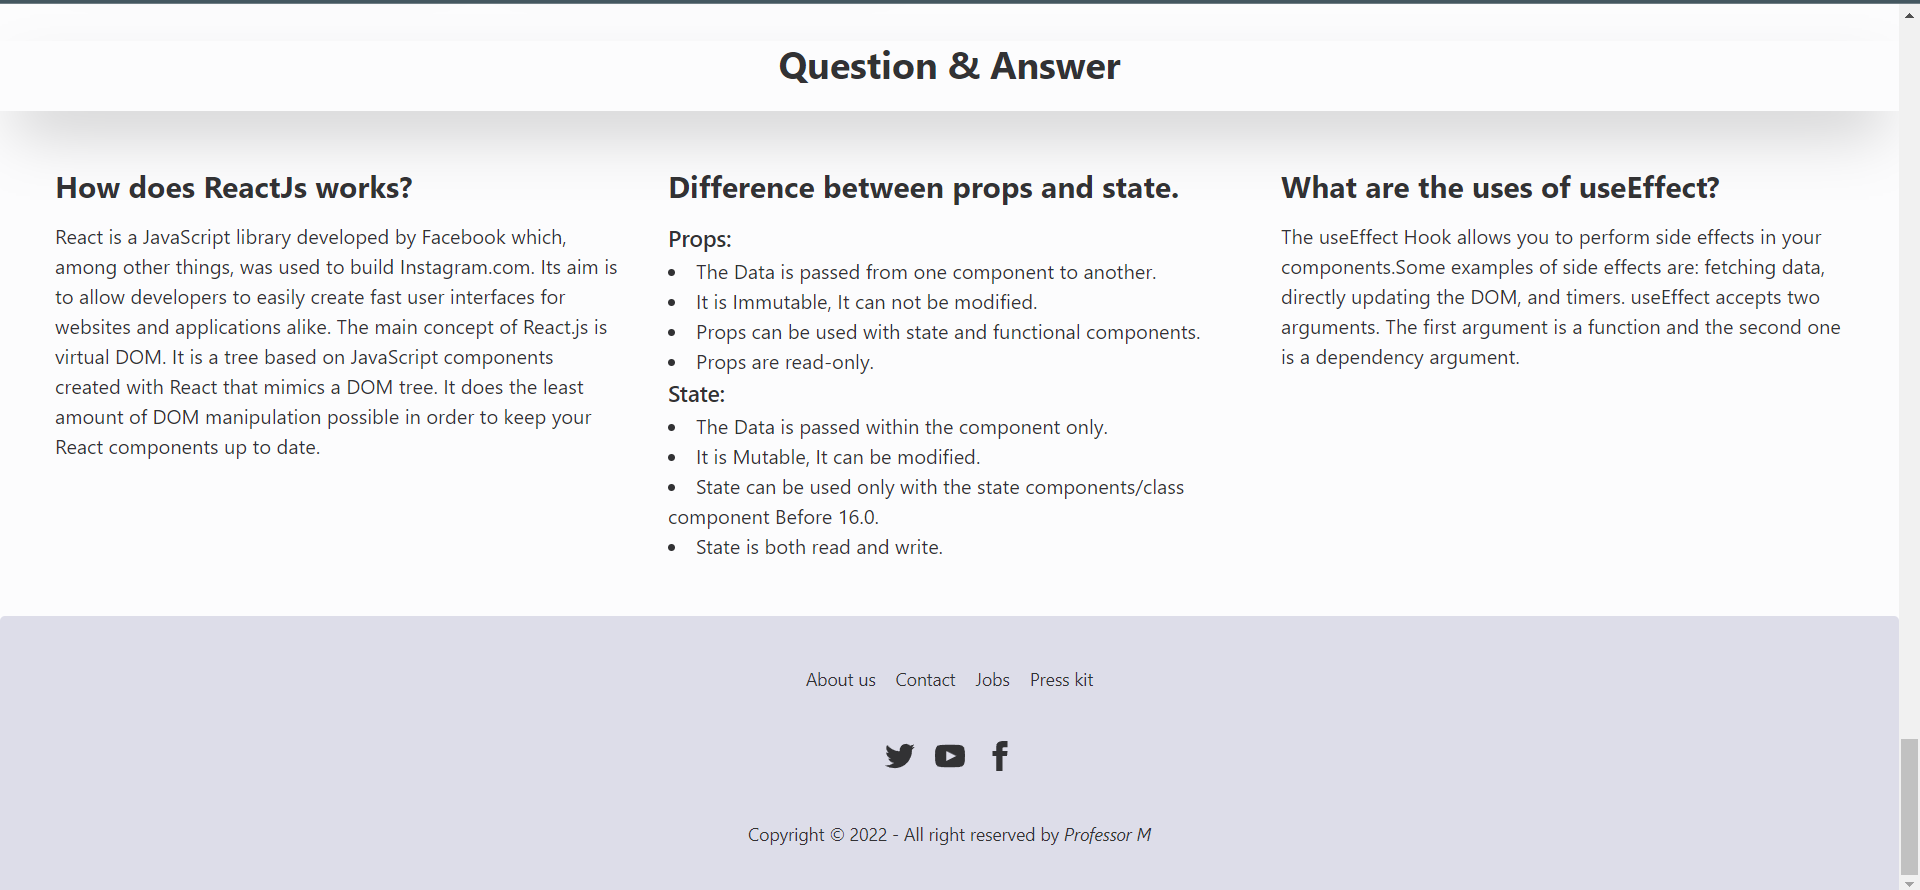 Question & Answer
How does ReactJs works?
React is a JavaScript library developed by Facebook which,
among other things, was used to build Instagram.com. Its aim is
to allow developers to easily create fast user interfaces for
websites and applications alike. The main concept of React.js is
virtual DOM. It is a tree based on JavaScript components
created with React that mimics a DOM tree. It does the least
amount of DOM manipulation possible in order to keep your
React components up to date.
Difference between props and state.
Props:
• The Data is passed from one component to another.
• It is Immutable, It can not be modified.
• Props can be used with state and functional components.
• Props are read-only.
State:
• The Data is passed within the component only.
• It is Mutable, It can be modified.
• State can be used only with the state components/class
component Before 16.0.
• State is both read and write.
What are the uses of useEffect?
The useEffect Hook allows you to perform side effects in your
components.Some examples of side effects are: fetching data,
directly updating the DOM, and timers. useEffect accepts two
arguments. The first argument is a function and the second one
is a dependency argument.
About us Contact Jobs Press kit
Copyright © 2022 - All right reserved by Professor M